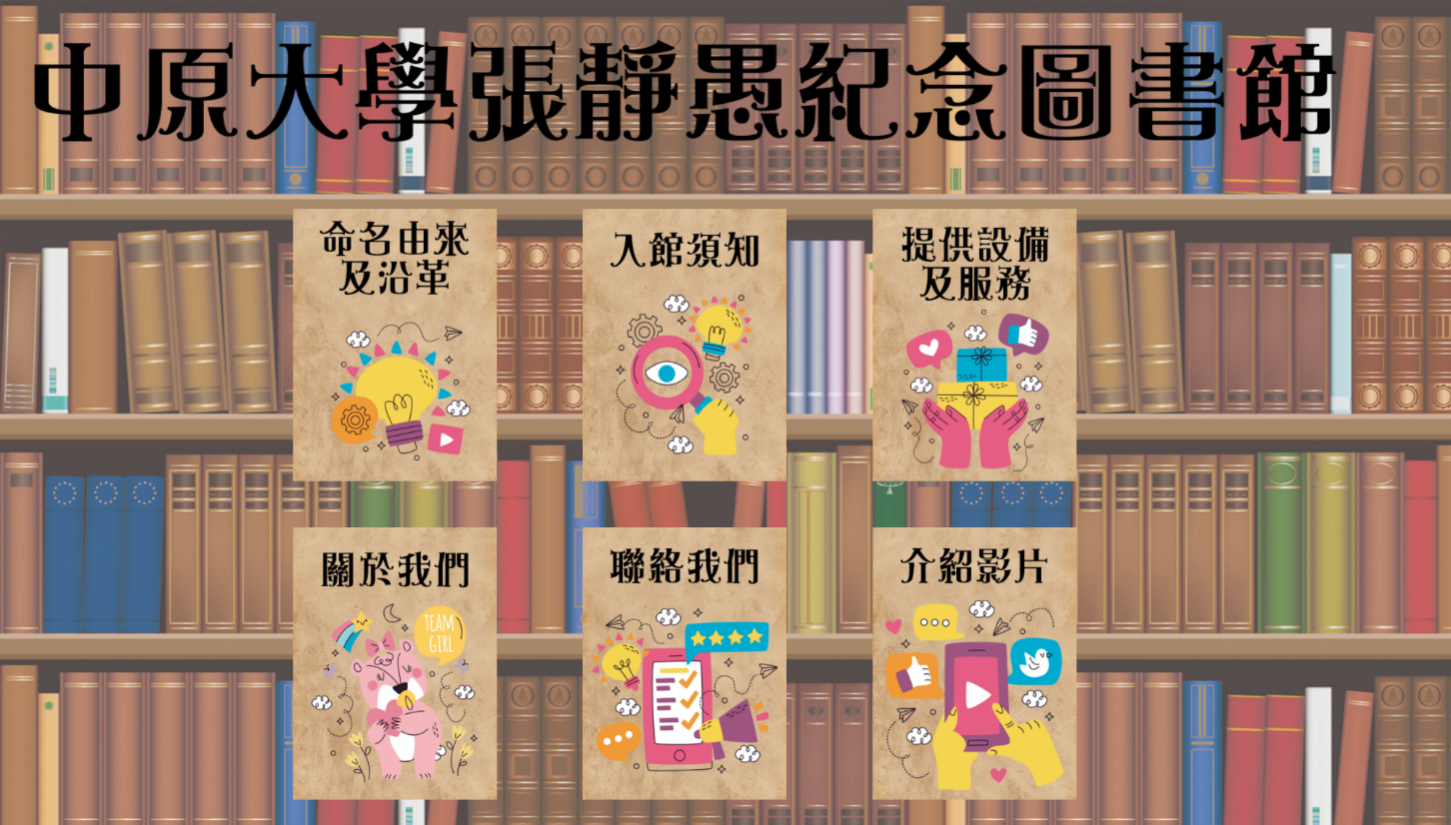 中原大學張靜愚紀念圖書館
命名由來
及沿革
入館須知
提供設備
及服務
關於我們
TEAM
GIRL
聯絡我們
介紹影片